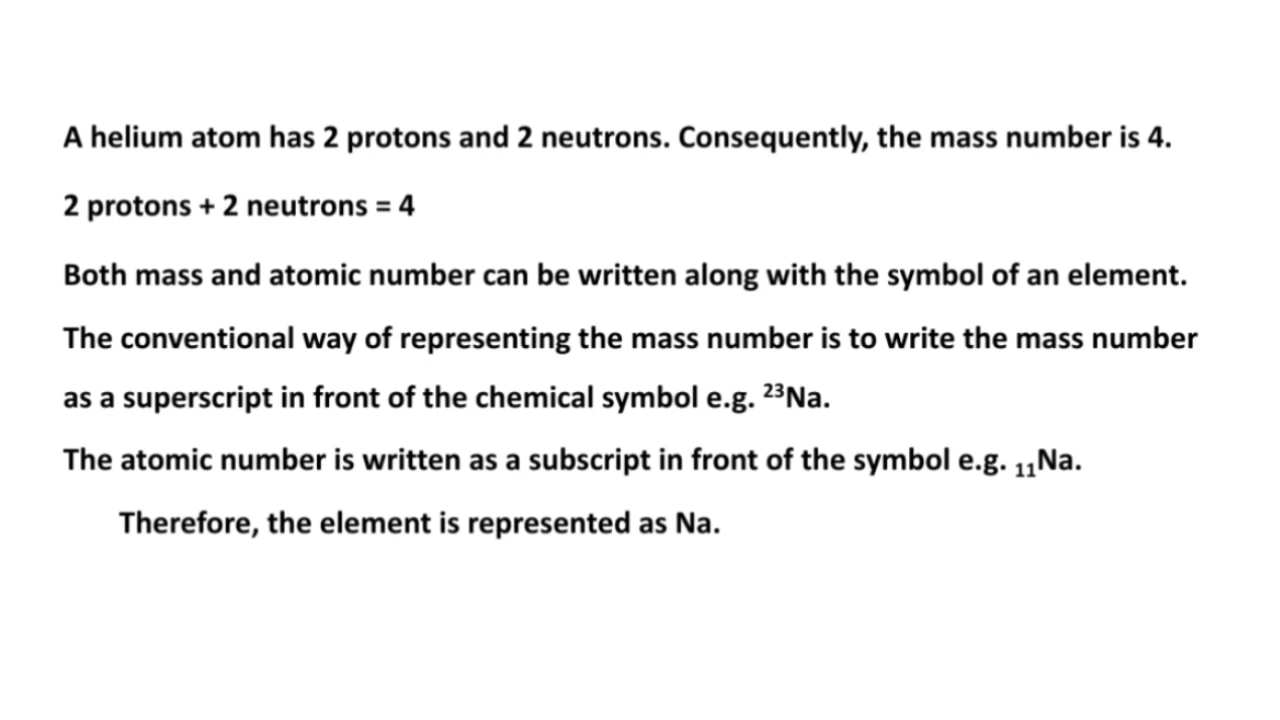 A helium atom has 2 protons and 2 neutrons. Consequently, the mass number is 4.
2 protons + 2 neutrons = 4
Both mass and atomic number can be written along with the symbol of an element.
The conventional way of representing the mass number is to write the mass number
as a superscript in front of the chemical symbol e.g. ²³Na.
The atomic number is written as a subscript in front of the symbol e.g. ₁₁Na.
Therefore, the element is represented as Na.